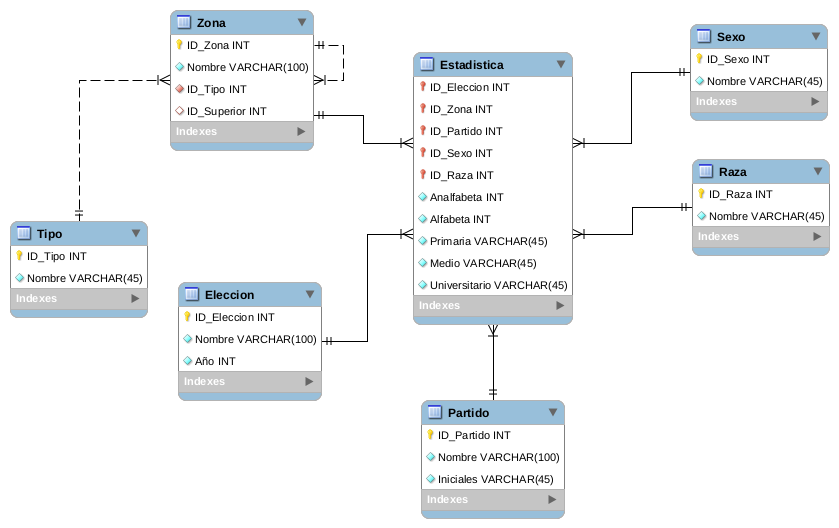 Zona
ID_Zona INT
Nombre VARCHAR(100)
ID_Tipo INT
ID_Superior INT
Indexes
Estadistica
ID_Eleccion INT
ID_Zona INT
ID_Partido INT
ID_Sexo INT
ID_Raza INT
Analfabeta INT
Alfabeta INT
Primaria VARCHAR(45)
Medio VARCHAR(45)
Universitario VARCHAR(45)
Indexes
Sexo
ID_Sexo INT
Nombre VARCHAR(45)
Indexes
Raza
ID_Raza INT
Nombre VARCHAR(45)
Indexes
Tipo
ID_Tipo INT
Nombre VARCHAR(45)
Indexes
Eleccion
ID_Eleccion INT
Nombre VARCHAR(100)
Año INT
Indexes
Partido
ID_Partido INT
Nombre VARCHAR(100)
Iniciales VARCHAR(45)
Indexes